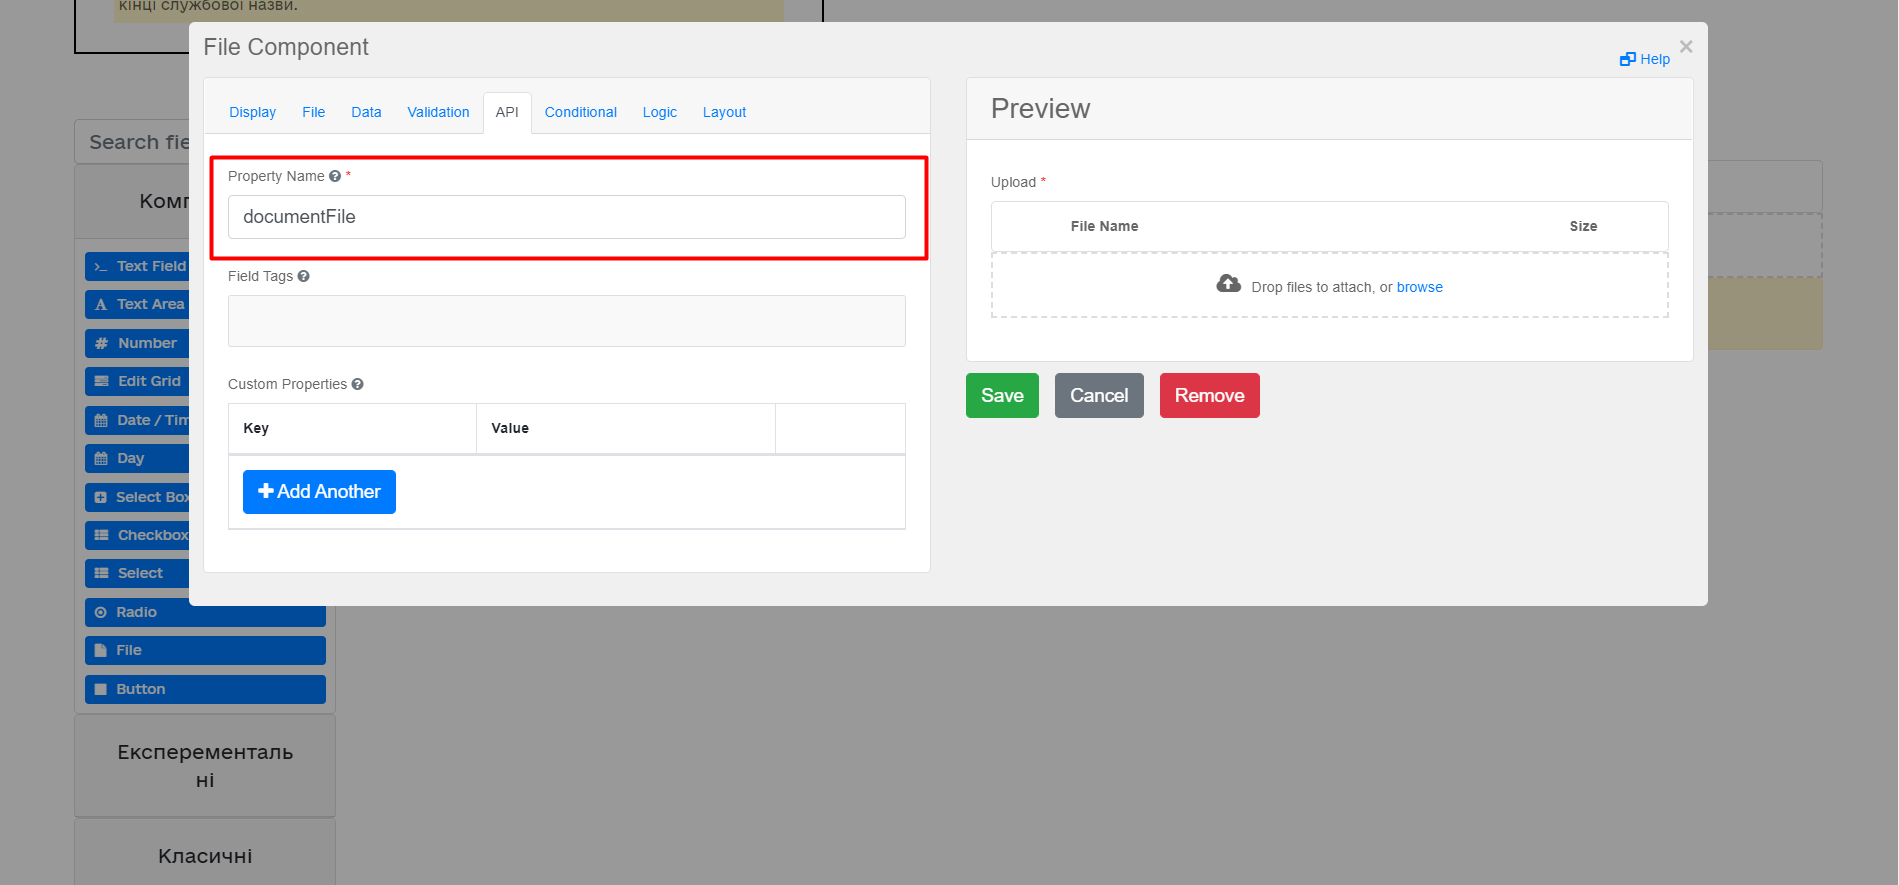 кінці службової назви.
File Component
Help
Display File Data Validation API Conditional Logic Layout
Property Name *
documentFile
Field Tags
Custom Properties
Key Value
Add Another
Preview
Upload *
File Name Size
Drop files to attach, or browse
Save Cancel Remove
Search fie
Комп
Text Field
Text Area
Number
Edit Grid
Date / Tim
Day
Select Box
Checkbox
Select
Radio
File
Button
Експеременталь
ні
Класичні